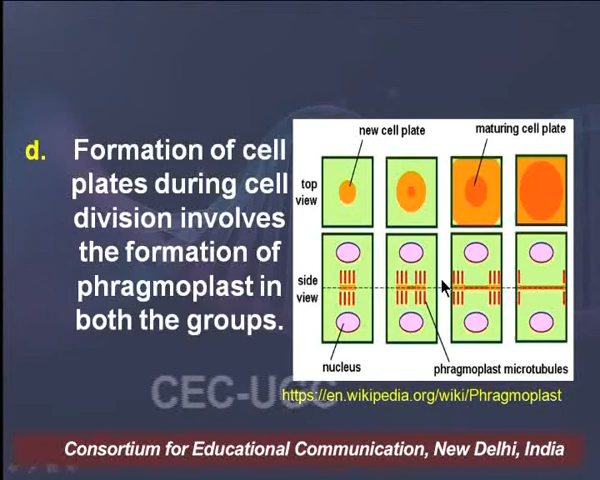 d. Formation of cell
plates during cell
division involves
the formation of
phragmoplast in
both the groups.
new cell plate
maturing cell plate
top
view
side
view
nucleus
phragmoplast microtubules
CEC-UGC
https://en.wikipedia.org/wiki/Phragmoplast
Consortium for Educational Communication, New Delhi, India